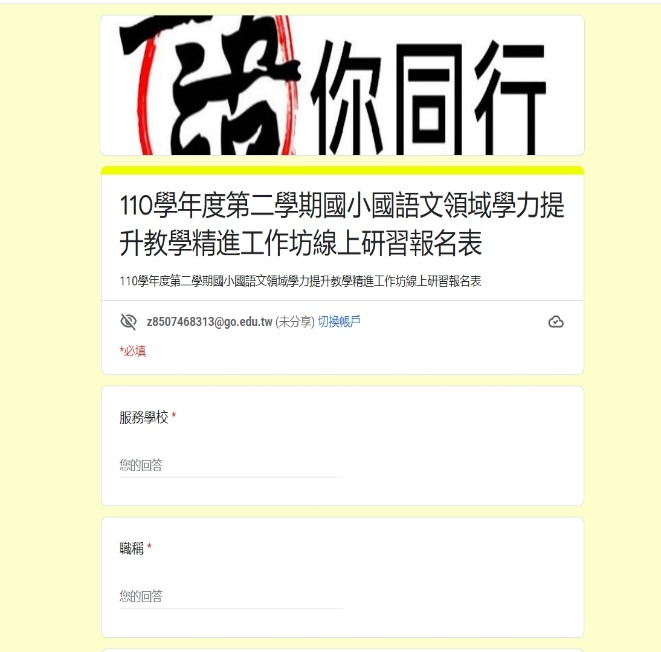 語你同行
110學年度第二學期國小國語文領域學力提
升教學精進工作坊線上研習報名表
110學年度第二學期國小國語文領域學力提升教學精進工作坊線上研習報名表
z8507468313@go.edu.tw (未分享) 切換帳戶
*必填
服務學校 *
您的回答
職稱 *
您的回答